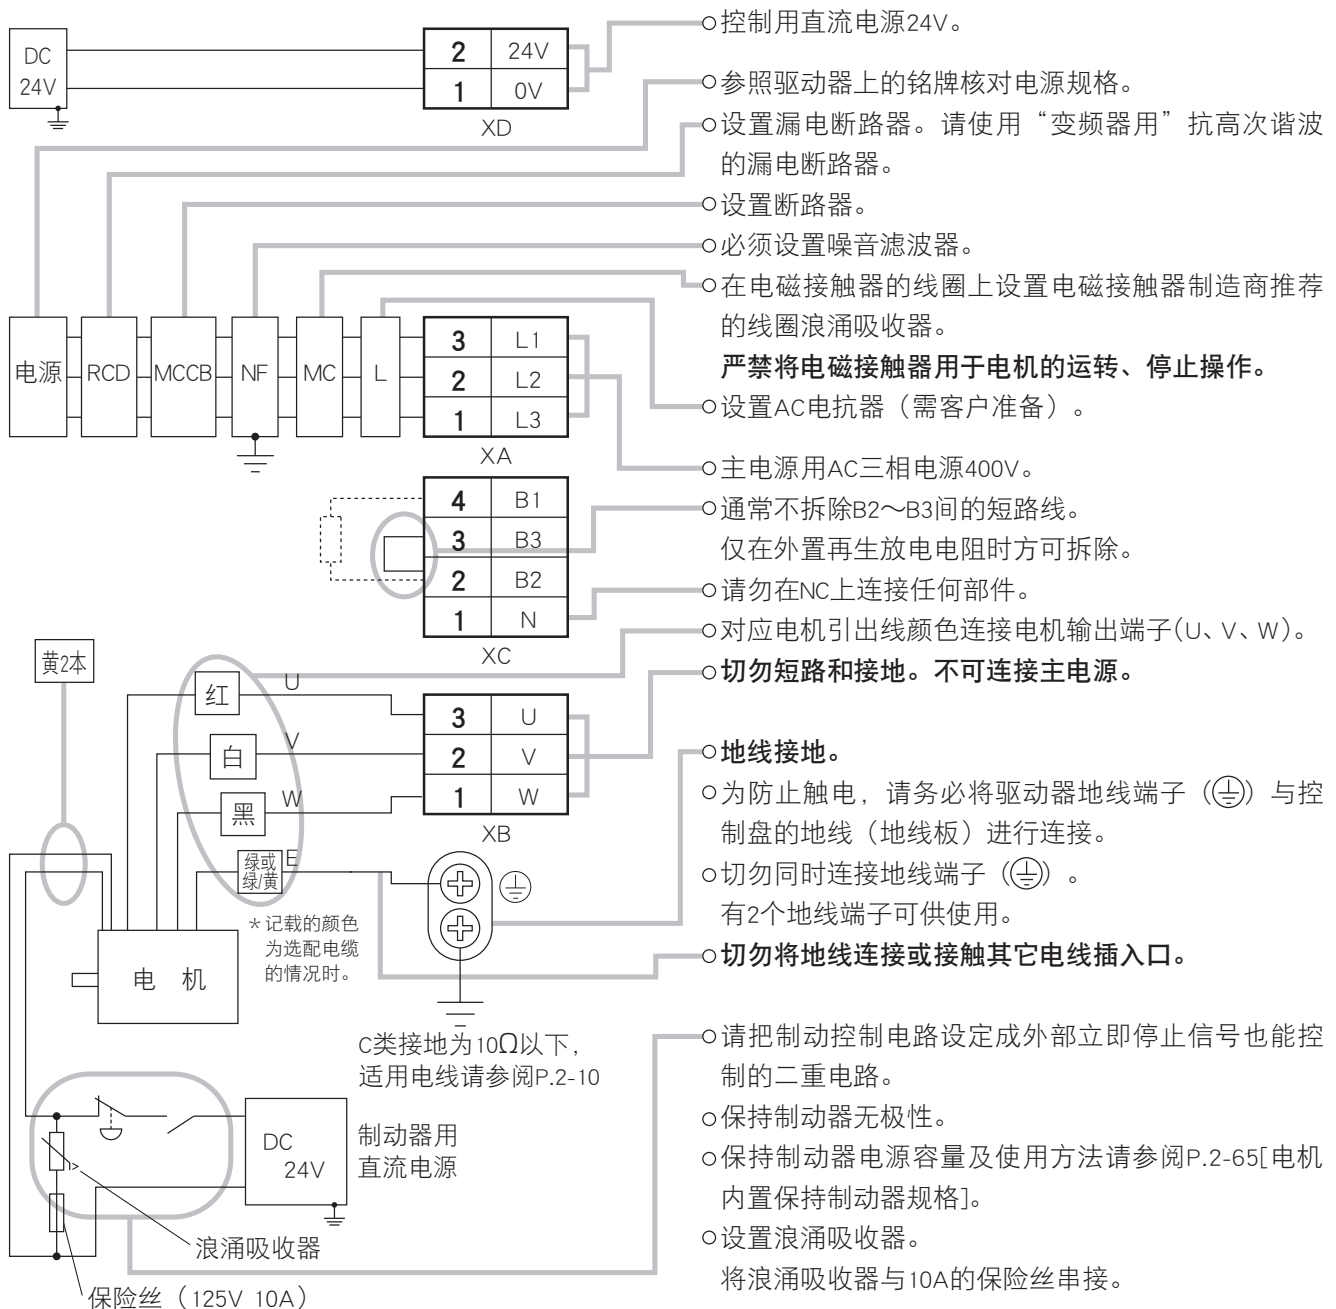 DC
24V
2 24V
1 0V
XD
控制用直流电源24V。
参照驱动器上的铭牌核对电源规格。
设置漏电断路器。请使用“变频器用”抗高次谐波
的漏电断路器。
设置断路器。
必须设置噪音滤波器。
在电磁接触器的线圈上设置电磁接触器制造商推荐
的线圈浪涌吸收器。
严禁将电磁接触器用于电机的运转、停止操作。
设置AC电抗器（需客户准备）。
电源 RCD MCCB NF MC L
3 L1
2 L2
1 L3
XA
主电源用AC三相电源400V。
4 B1
3 B3
2 B2
1 N
XC
通常不拆除B2～B3间的短路线。
仅在外置再生放电电阻时方可拆除。
请勿在NC上连接任何部件。
对应电机引出线颜色连接电机输出端子(U、V、W)。
切勿短路和接地。不可连接主电源。
黄2本
红 U
白 V
黑 W
绿或
绿/黄
E
3 U
2 V
1 W
XB
地线接地。
为防止触电，请务必将驱动器地线端子（⏚）与控
制盘的地线（地线板）进行连接。
切勿同时连接地线端子（⏚）。
有2个地线端子可供使用。
切勿将地线连接或接触其它电线插入口。
＊记载的颜色
为选配电缆
的情况时。
电 机
C类接地为10Ω以下，
适用电线请参阅P.2-10
请把制动控制电路设定成外部立即停止信号也能控
制的二重电路。
保持制动器无极性。
保持制动器电源容量及使用方法请参阅P.2-65[电机
内置保持制动器规格]。
设置浪涌吸收器。
将浪涌吸收器与10A的保险丝串接。
DC
24V
制动器用
直流电源
浪涌吸收器
保险丝（125V 10A）